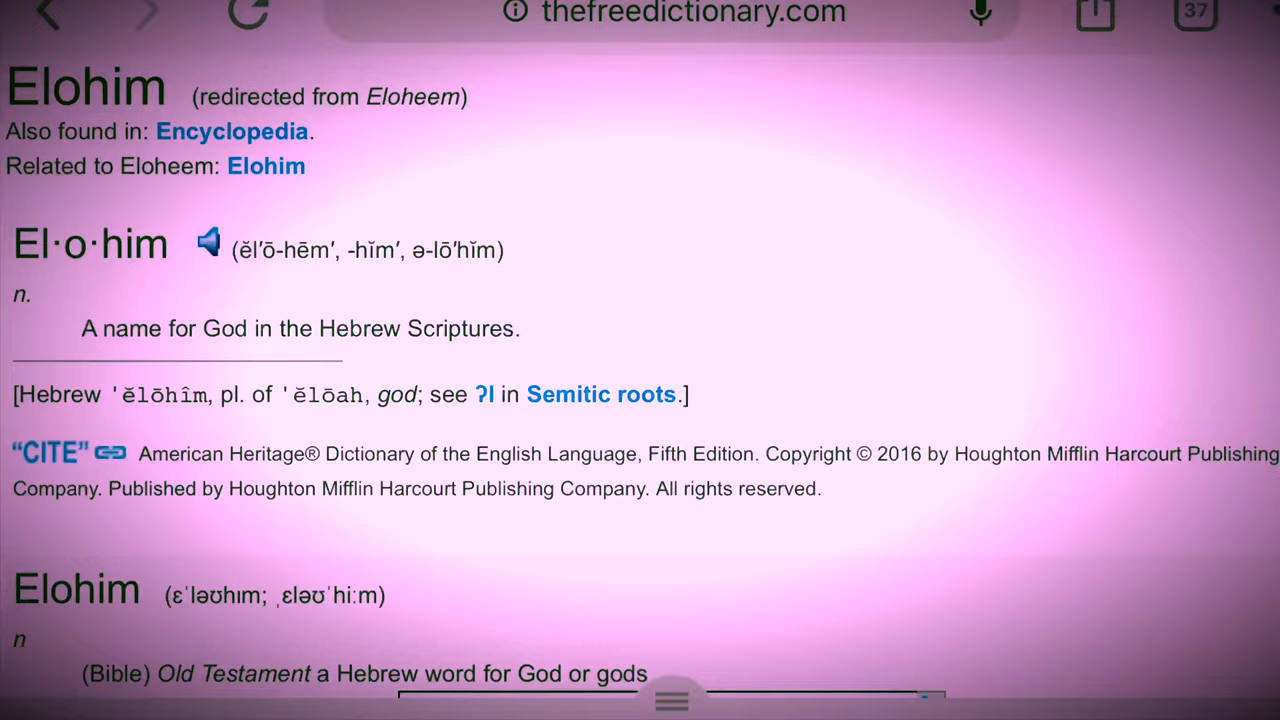 thefreedictionary.com
37
Elohim (redirected from Eloheem)
Also found in: Encyclopedia.
Related to Eloheem: Elohim
El·o·him (ĕl′ō-hēm′, -hĭm′, ə-lō′hĭm)
n.
A name for God in the Hebrew Scriptures.
[Hebrew 'ĕlōhîm, pl. of 'ĕlōah, god; see ʔl in Semitic roots.]
“CITE” American Heritage® Dictionary of the English Language, Fifth Edition. Copyright © 2016 by Houghton Mifflin Harcourt Publishing
Company. Published by Houghton Mifflin Harcourt Publishing Company. All rights reserved.
Elohim (ɛˈləʊhɪm; ˌɛləʊˈhiːm)
n
(Bible) Old Testament a Hebrew word for God or gods